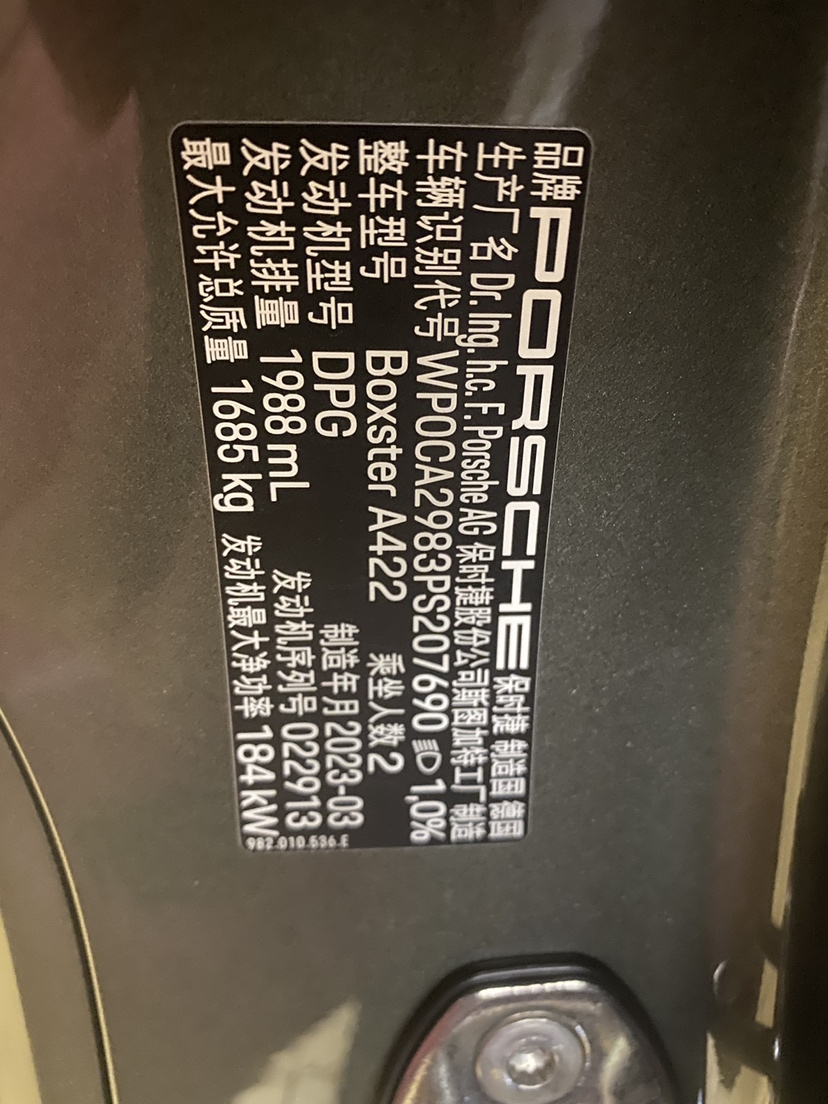 品牌 PORSCHE 保时捷 制造国 德国
生产厂名 Dr. Ing. h.c. F. Porsche AG 保时捷股份公司斯图加特工厂制造
车辆识别代号 WP0CA2983PS207690 1,0%
整车型号 Boxster A422 乘坐人数 2
发动机型号 DPG 制造年月 2023-03
发动机排量 1988 mL 发动机序列号 022913
最大允许总质量 1685 kg 发动机最大净功率 184 kW
982.010.536.E